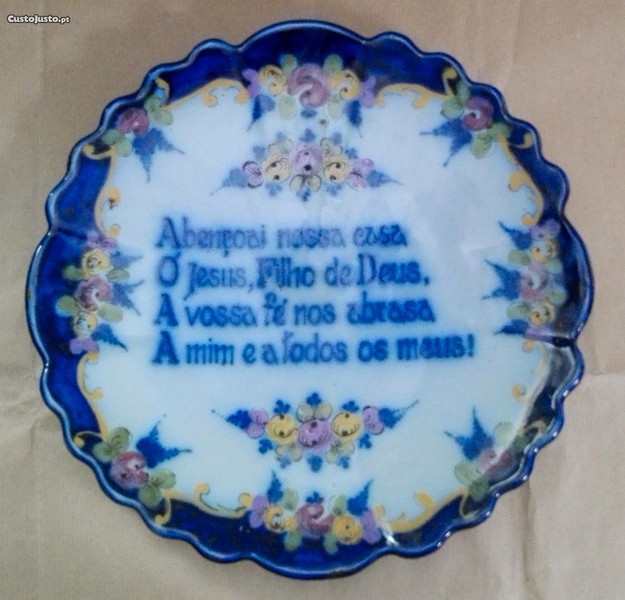 CustoJusto.pt
Abençoai nossa casa
Ó Jesus, Filho de Deus,
A vossa fé nos abrasa
A mim e a todos os meus!